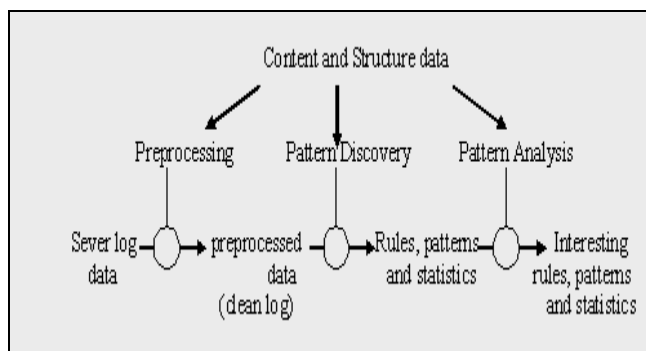 Content and Structure data
Preprocessing
Pattern Discovery
Pattern Analysis
Sever log
data
preprocessed
data
(clean log)
Rules, patterns
and statistics
Interesting
rules, patterns
and statistics